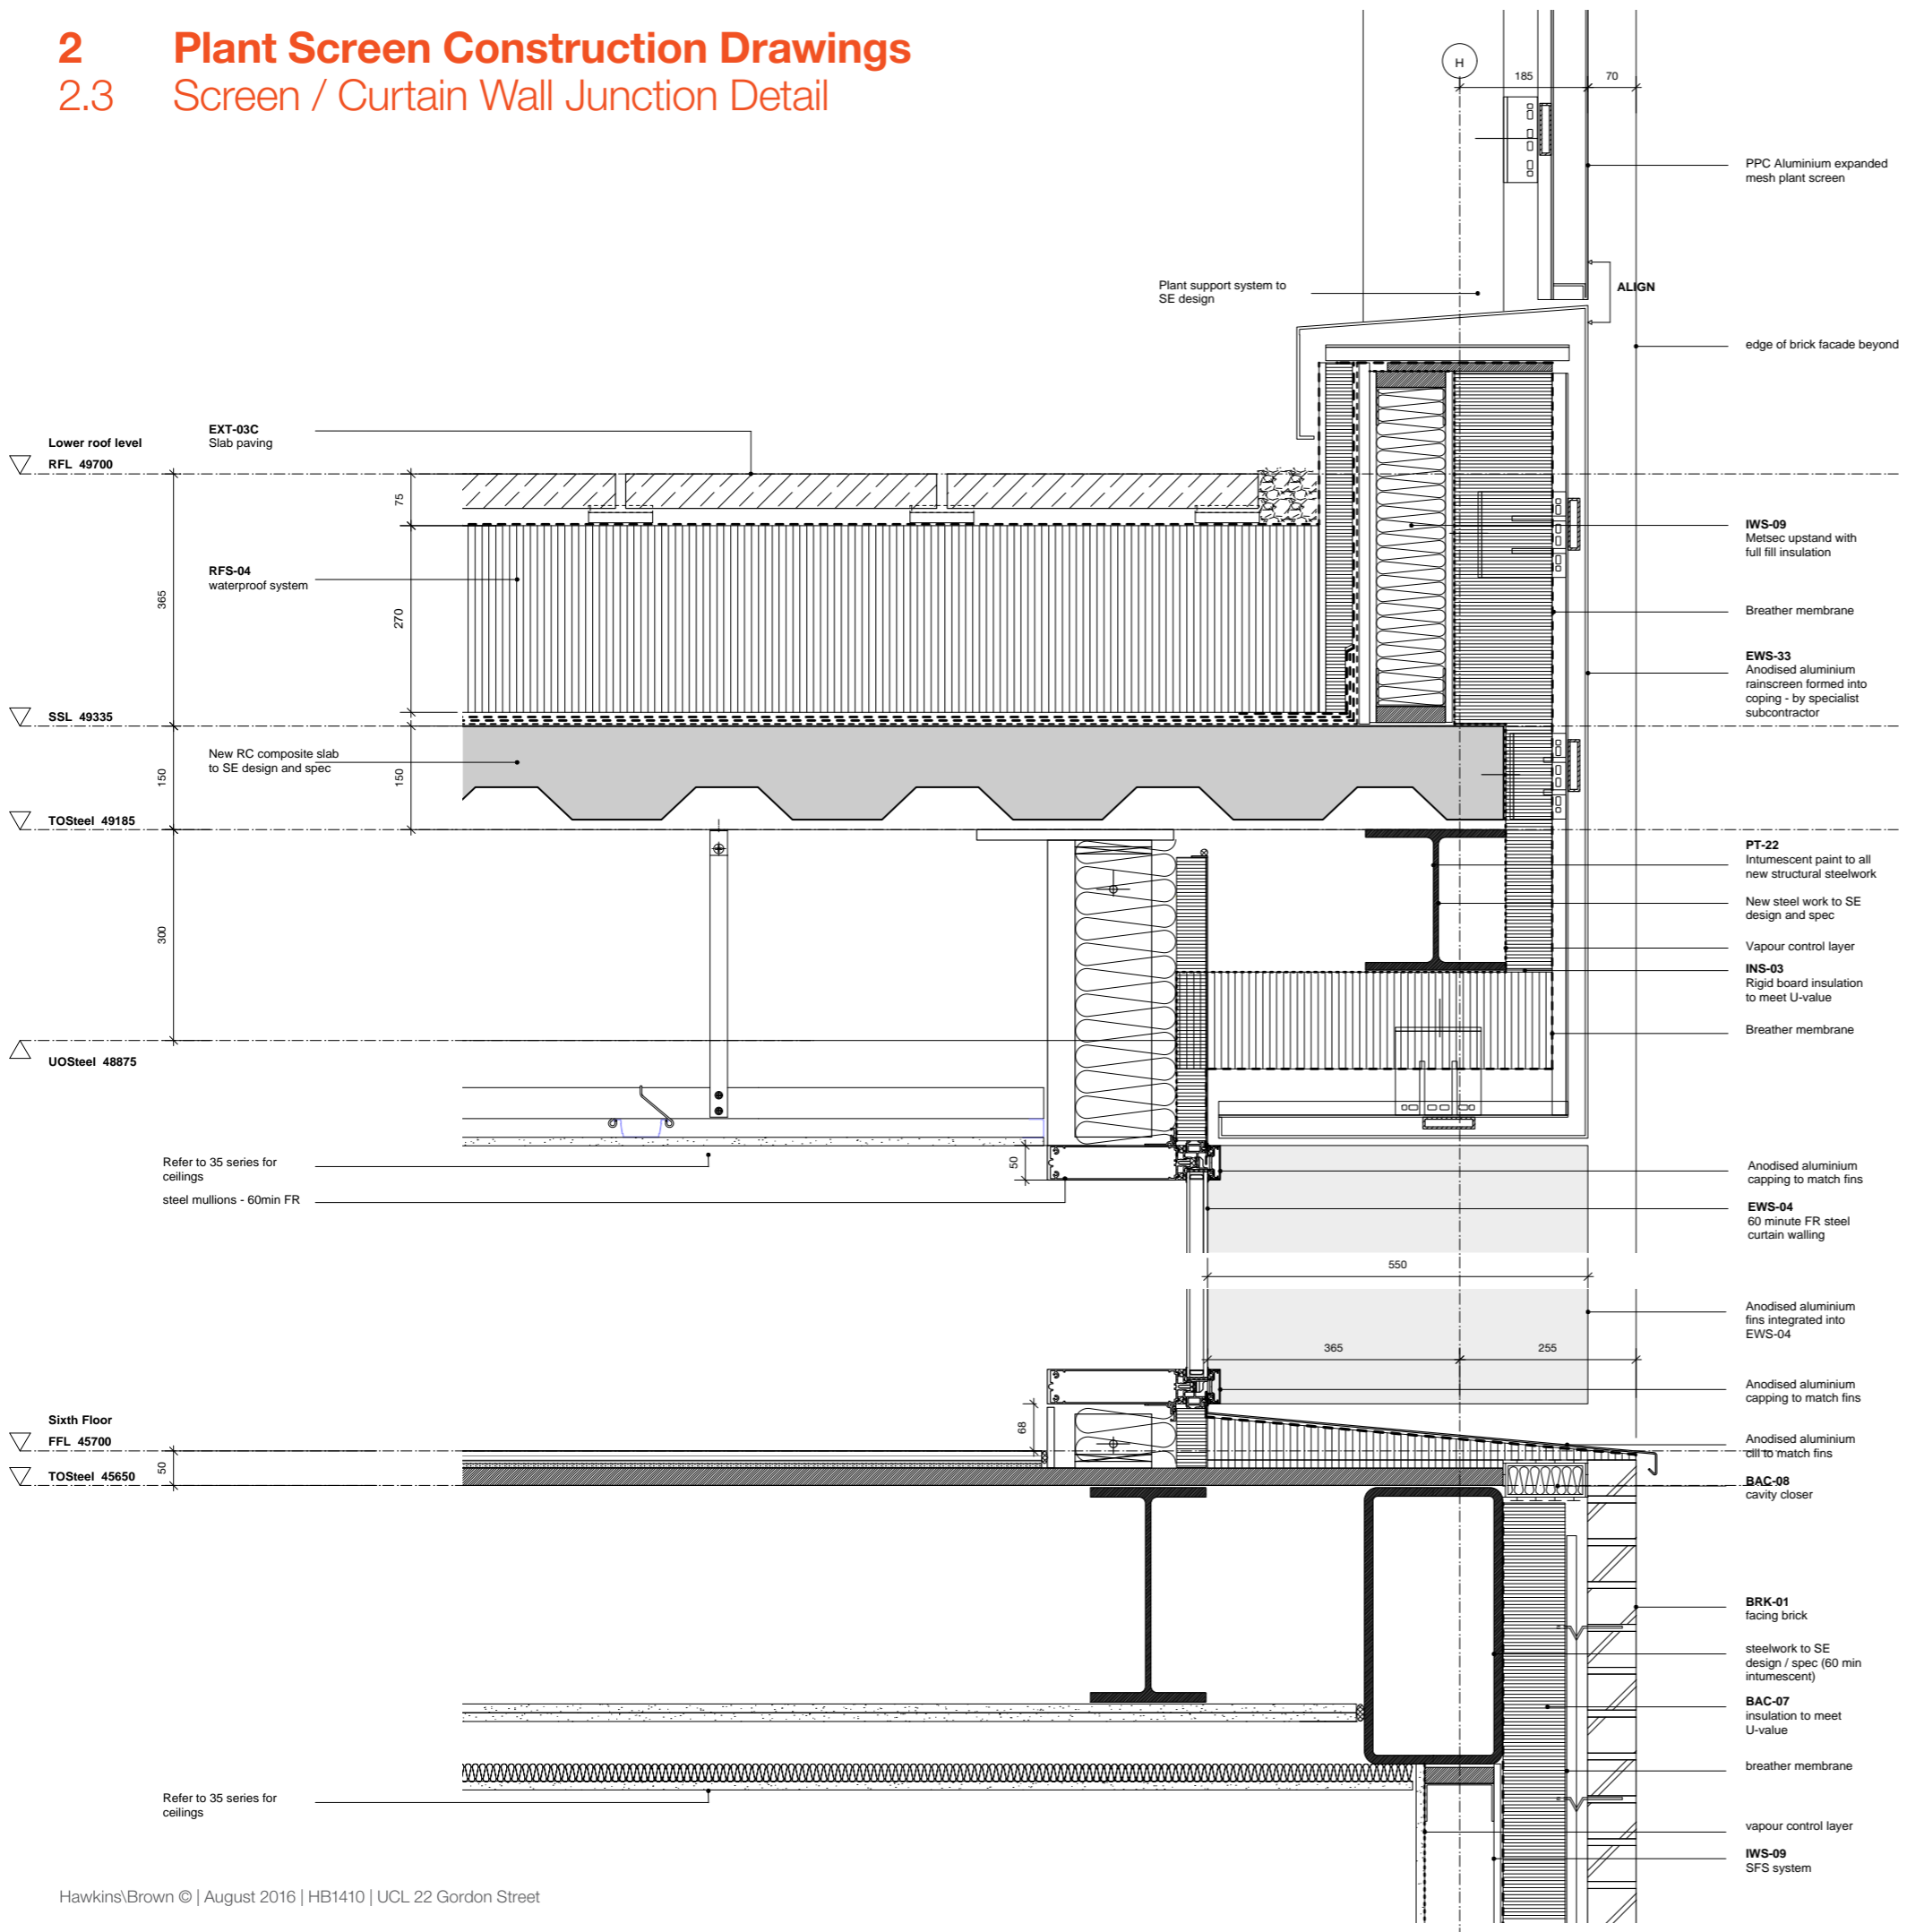 2 Plant Screen Construction Drawings
2.3 Screen / Curtain Wall Junction Detail
H
185
70
PPC Aluminium expanded
mesh plant screen
Plant support system to
SE design
ALIGN
edge of brick facade beyond
EXT-03C
Slab paving
Lower roof level
RFL 49700
75
IWS-09
Metsec upstand with
full fill insulation
RFS-04
waterproof system
365
270
Breather membrane
EWS-33
Anodised aluminium
rainscreen formed into
coping - by specialist
subcontractor
SSL 49335
New RC composite slab
to SE design and spec
150
150
TOSteel 49185
PT-22
Intumescent paint to all
new structural steelwork
New steel work to SE
design and spec
300
Vapour control layer
INS-03
Rigid board insulation
to meet U-value
Breather membrane
UOSteel 48875
Refer to 35 series for
ceilings
50
steel mullions - 60min FR
Anodised aluminium
capping to match fins
EWS-04
60 minute FR steel
curtain walling
550
Anodised aluminium
fins integrated into
EWS-04
365
255
Anodised aluminium
capping to match fins
Sixth Floor
FFL 45700
68
Anodised aluminium
cill to match fins
50
TOSteel 45650
BAC-08
cavity closer
BRK-01
facing brick
steelwork to SE
design / spec (60 min
intumescent)
BAC-07
insulation to meet
U-value
breather membrane
Refer to 35 series for
ceilings
vapour control layer
IWS-09
SFS system
Hawkins\Brown © | August 2016 | HB1410 | UCL 22 Gordon Street